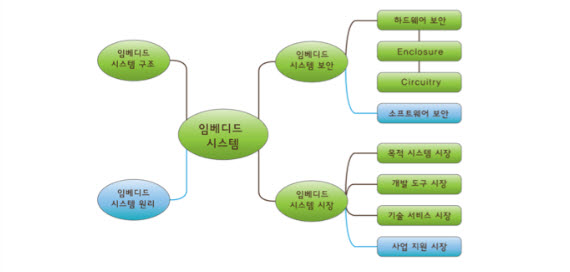 임베디드
시스템 구조
임베디드
시스템 원리
임베디드
시스템
임베디드
시스템 보안
하드웨어 보안
Enclosure
Circuitry
소프트웨어 보안
임베디드
시스템 시장
목적 시스템 시장
개발 도구 시장
기술 서비스 시장
사업 지원 시장